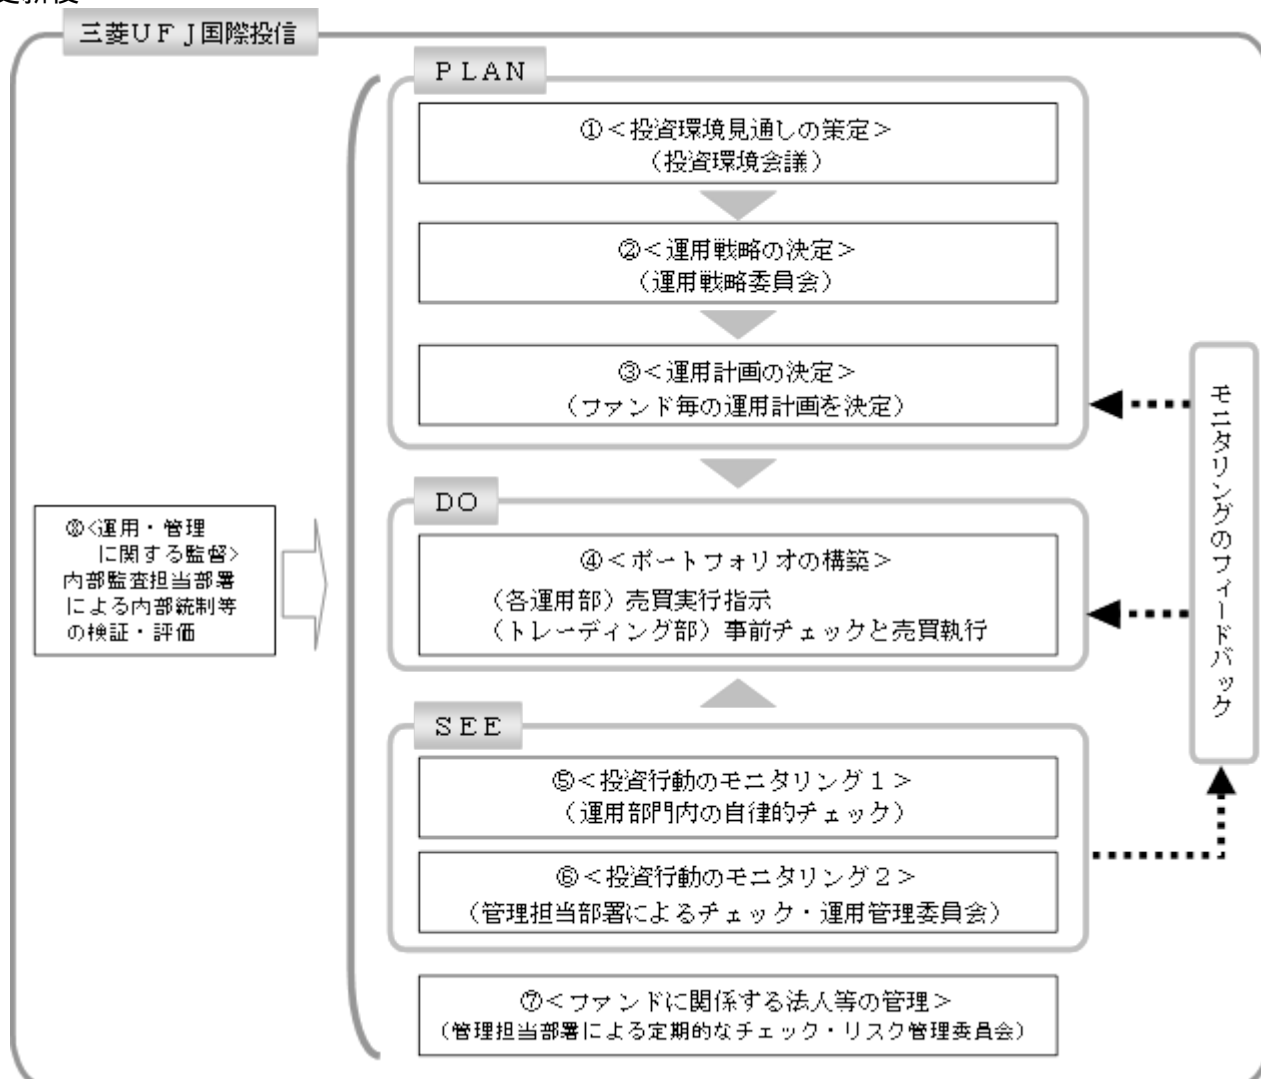 三菱ＵＦＪ国際投信
ＰＬＡＮ
①＜投資環境見通しの策定＞
（投資環境会議）
②＜運用戦略の決定＞
（運用戦略委員会）
③＜運用計画の決定＞
（ファンド毎の運用計画を決定）
ＤＯ
④＜ポートフォリオの構築＞
（各運用部）売買実行指示
（トレーディング部）事前チェックと売買執行
ＳＥＥ
⑤＜投資行動のモニタリング１＞
（運用部門内の自律的チェック）
⑥＜投資行動のモニタリング２＞
（管理担当部署によるチェック・運用管理委員会）
⑦＜ファンドに関係する法人等の管理＞
（管理担当部署による定期的なチェック・リスク管理委員会）
⑧＜運用・管理
に関する監督＞
内部監査担当部署
による内部統制等
の検証・評価
モニタリングのフィードバック